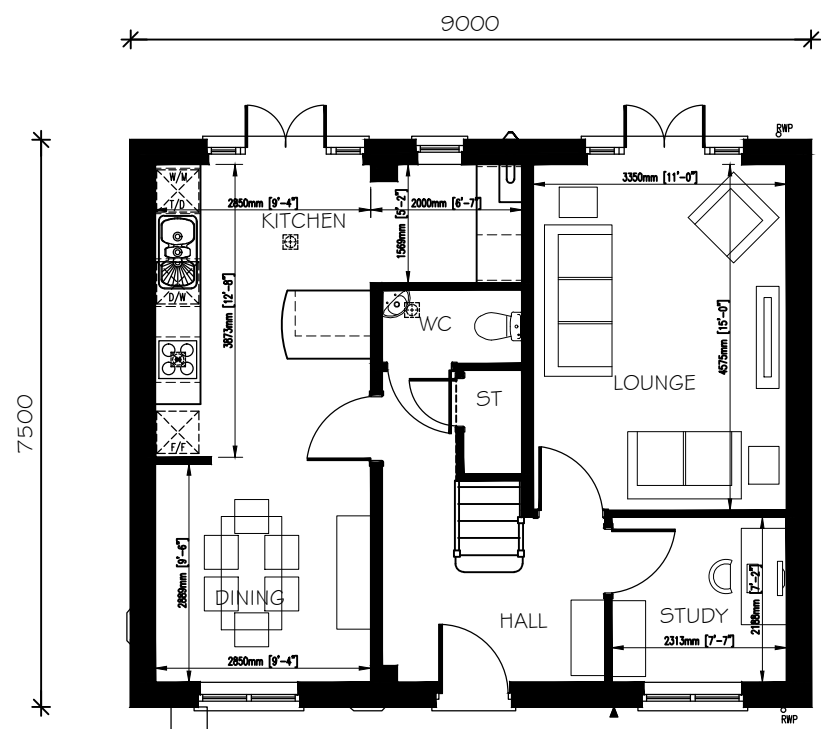 9000
RWP
W/M
T/D
3350mm [11'-0"]
2850mm [9'-4"]
2000mm [6'-7"]
KITCHEN
1569mm [5'-2"]
7500
D/W
3873mm [12'-8"]
WC
4575mm [15'-0"]
LOUNGE
ST
F/F
2889mm [9'-6"]
DINING
HALL
STUDY
2188mm [7'-2"]
2313mm [7'-7"]
2850mm [9'-4"]
RWP